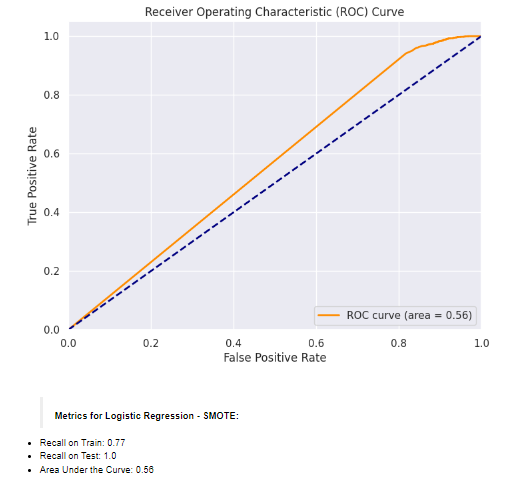 Receiver Operating Characteristic (ROC) Curve
1.0
0.8
0.6
0.4
0.2
0.0
True Positive Rate
ROC curve (area = 0.56)
0.0 0.2 0.4 0.6 0.8 1.0
False Positive Rate
Metrics for Logistic Regression - SMOTE:
• Recall on Train: 0.77
• Recall on Test: 1.0
• Area Under the Curve: 0.56